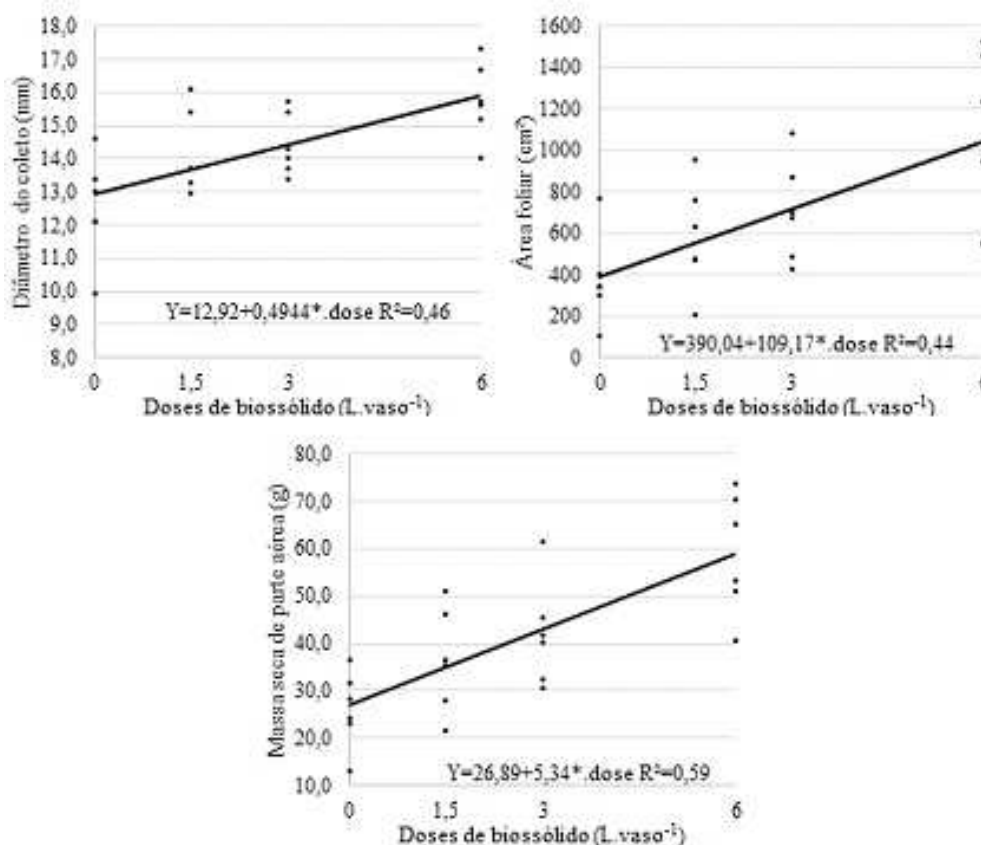 Diâmetro do coleto (mm)
18,0
17,0
16,0
15,0
14,0
13,0
12,0
11,0
10,0
9,0
8,0
Y=12,92+0,4944*.dose R²=0,46
0 1,5 3 6
Doses de biossólido (L.vaso⁻¹)
Área foliar (cm²)
1600
1400
1200
1000
800
600
400
200
0
Y=390,04+109,17*.dose R²=0,44
0 1,5 3
Doses de biossólido (L.vaso⁻¹)
Massa seca de parte aérea (g)
80,0
70,0
60,0
50,0
40,0
30,0
20,0
10,0
Y=26,89+5,34*.dose R²=0,59
0 1,5 3 6
Doses de biossólido (L.vaso⁻¹)